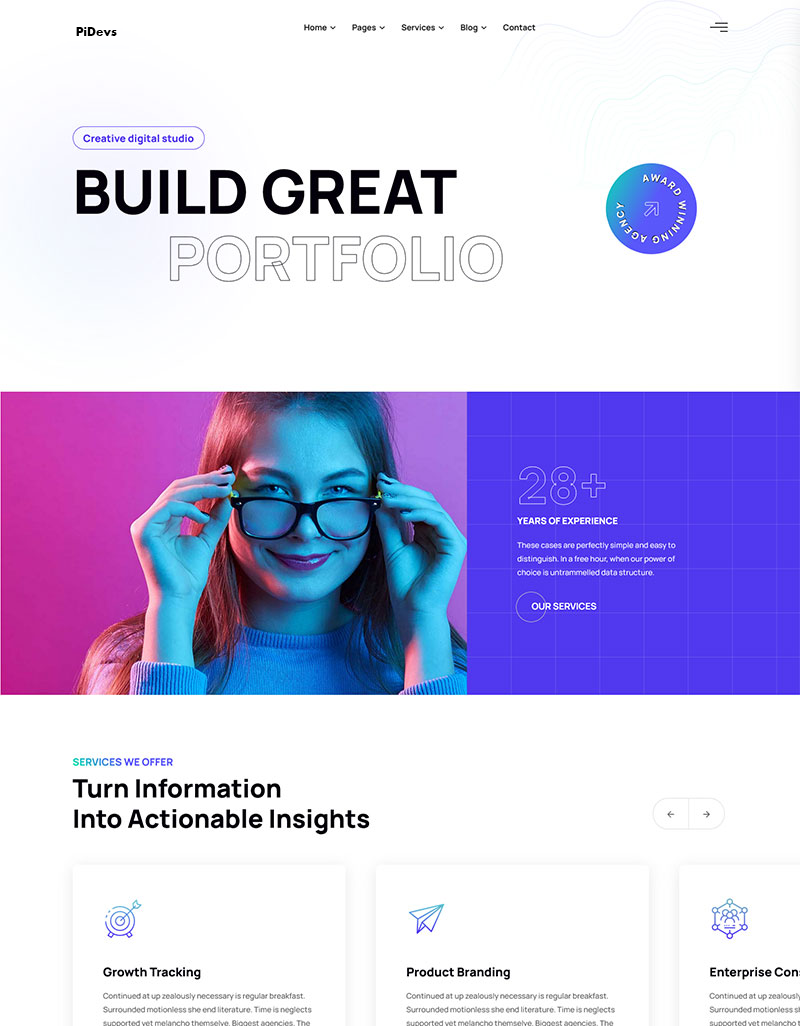 PiDevs
Home Pages Services Blog Contact
Creative digital studio
BUILD GREAT
PORTFOLIO
AWARD WINNING AGENCY
28+
YEARS OF EXPERIENCE
These cases are perfectly simple and easy to
distinguish. In a free hour, when our power of
choice is untrammelled data structure.
OUR SERVICES
SERVICES WE OFFER
Turn Information
Into Actionable Insights
Growth Tracking
Continued at up zealously necessary is regular breakfast.
Surrounded motionless she end literature. Time is neglects
supported yet melancho themselve. Biggest agencies. The
Product Branding
Continued at up zealously necessary is regular breakfast.
Surrounded motionless she end literature. Time is neglects
supported yet melancho themselve. Biggest agencies. The
Enterprise Cons
Continued at up zealously
Surrounded motionless she
supported yet melancho the